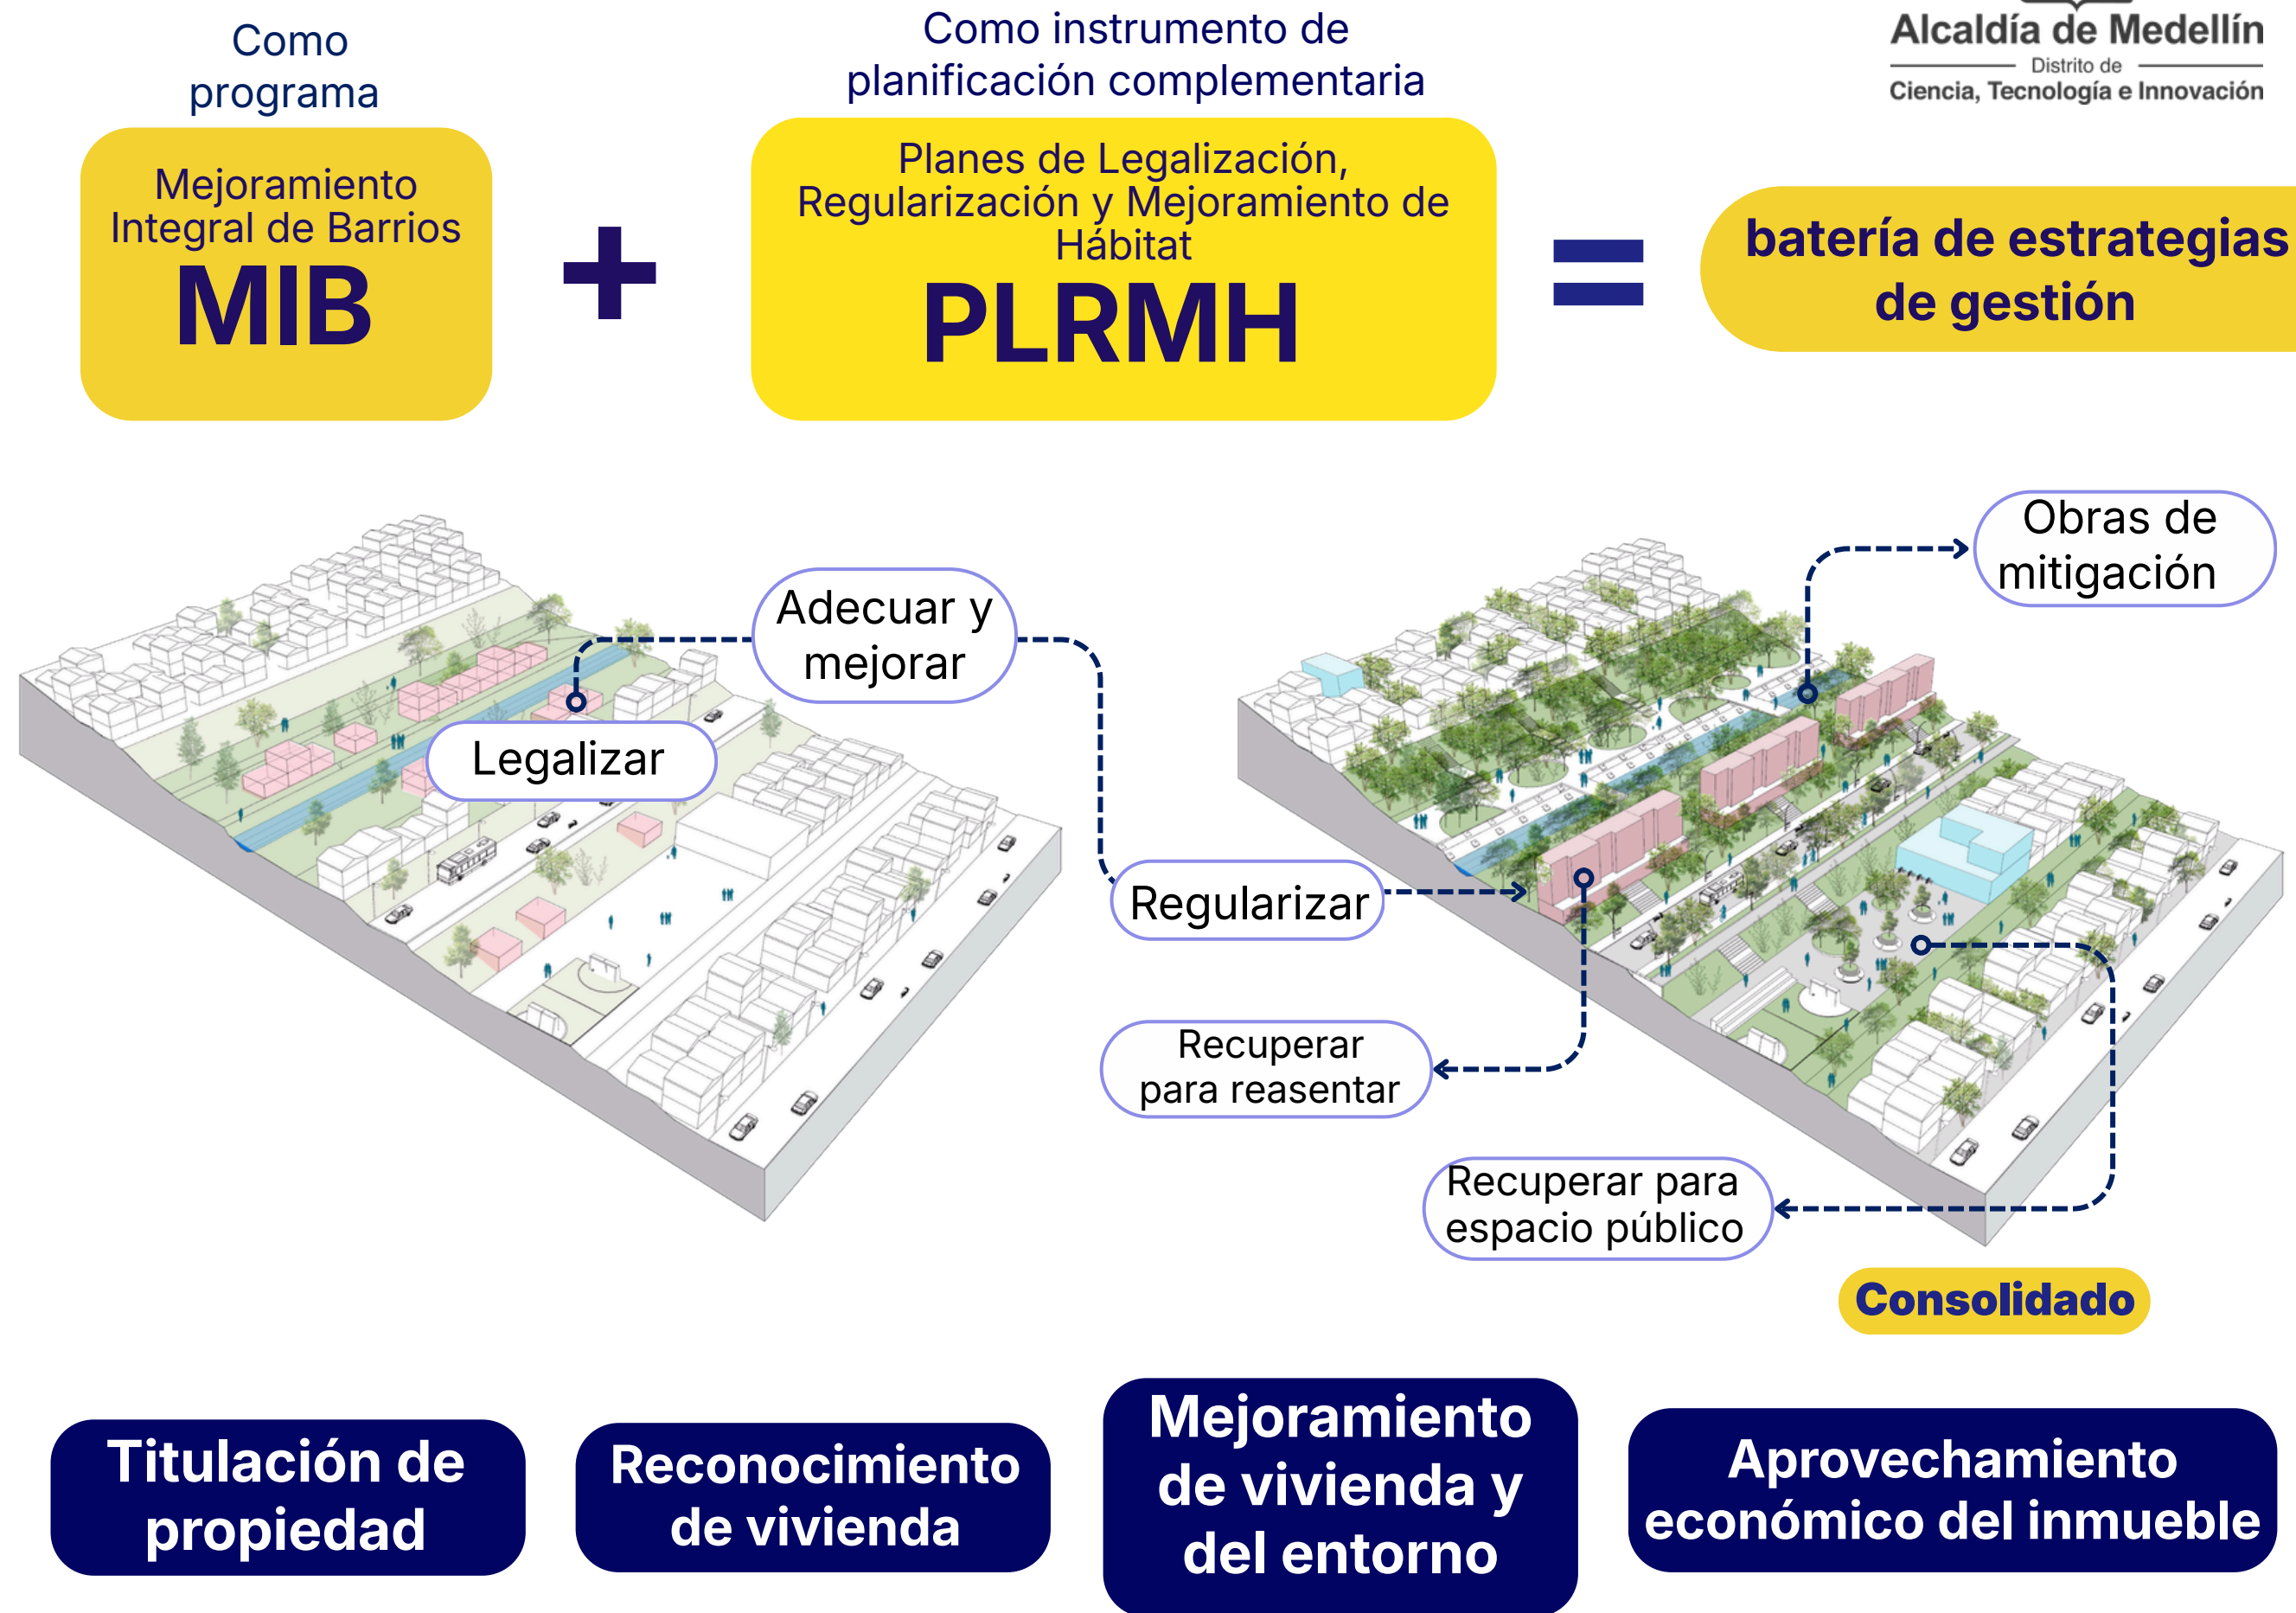 Como
programa
Mejoramiento
Integral de Barrios
MIB
+
Como instrumento de
planificación complementaria
Planes de Legalización,
Regularización y Mejoramiento de
Hábitat
PLRMH
=
Alcaldía de Medellín
Distrito de
Ciencia, Tecnología e Innovación
batería de estrategias
de gestión
Adecuar y
mejorar
Legalizar
Obras de
mitigación
Regularizar
Recuperar
para reasentar
Recuperar para
espacio público
Consolidado
Titulación de
propiedad
Reconocimiento
de vivienda
Mejoramiento
de vivienda y
del entorno
Aprovechamiento
económico del inmueble